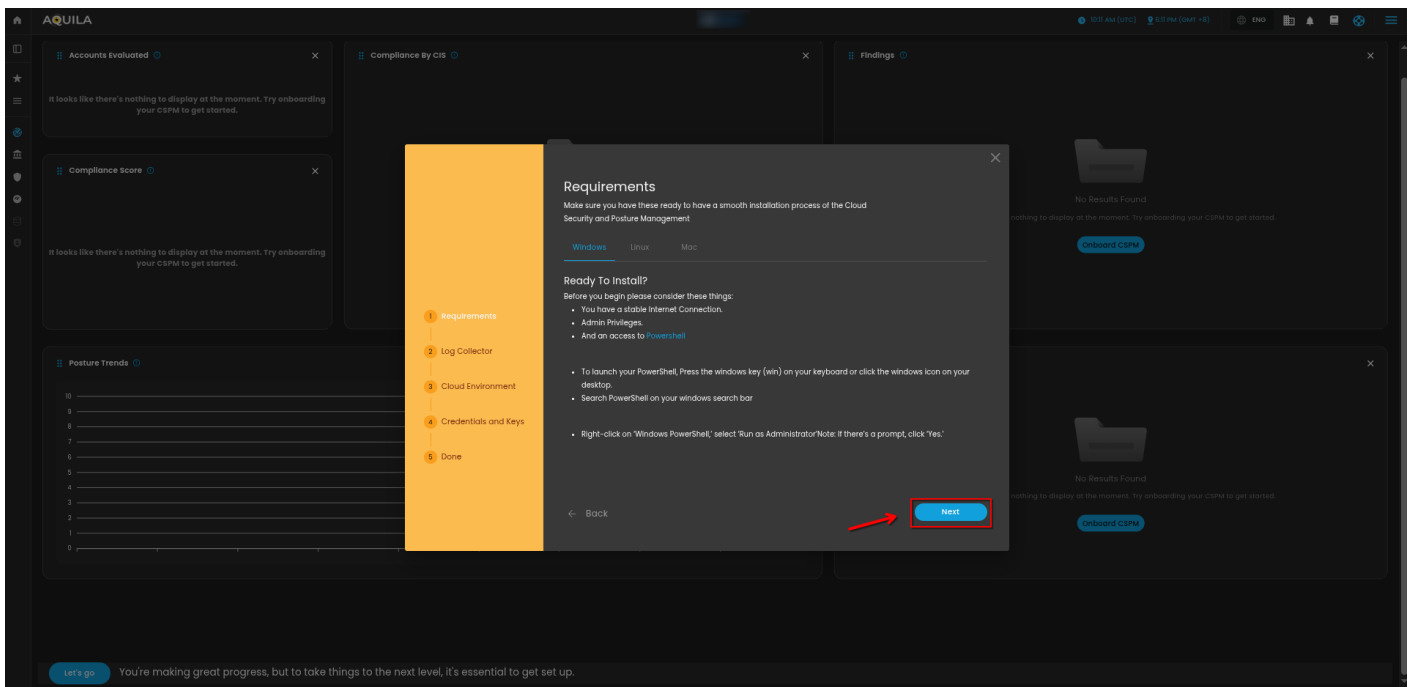 AQUILA
10:11 AM (UTC)
6:11 PM (GMT +8)
ENG
Accounts Evaluated
It looks like there's nothing to display at the moment. Try onboarding
your CSPM to get started.
Compliance By CIS
Findings
No Results Found
nothing to display at the moment. Try onboarding your CSPM to get started.
Onboard CSPM
Compliance Score
It looks like there's nothing to display at the moment. Try onboarding
your CSPM to get started.
Requirements
Make sure you have these ready to have a smooth installation process of the Cloud
Security and Posture Management
Windows Linux Mac
Ready To Install?
Before you begin please consider these things:
• You have a stable Internet Connection.
• Admin Privileges.
• And an access to Powershell
• To launch your PowerShell, Press the windows key (win) on your keyboard or click the windows icon on your
desktop.
• Search PowerShell on your windows search bar
• Right-click on 'Windows PowerShell,' select 'Run as Administrator'Note: If there's a prompt, click 'Yes.'
← Back
Next
1 Requirements
2 Log Collector
3 Cloud Environment
4 Credentials and Keys
5 Done
Posture Trends
10
9
8
7
6
5
4
3
2
1
0
No Results Found
nothing to display at the moment. Try onboarding your CSPM to get started.
Onboard CSPM
Let's go
You're making great progress, but to take things to the next level, it's essential to get set up.